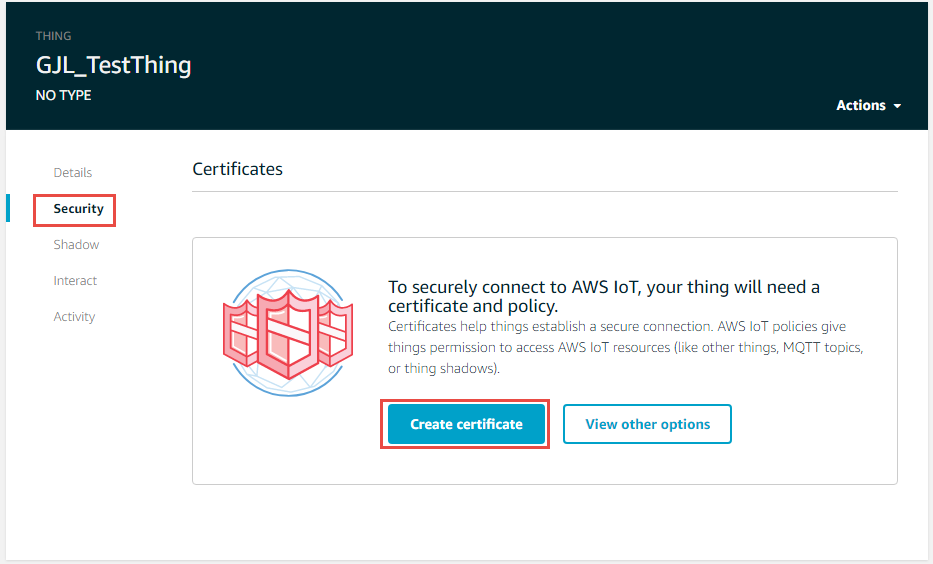 THING
GJL_TestThing
NO TYPE
Actions
Details
Security
Shadow
Interact
Activity
Certificates
To securely connect to AWS IoT, your thing will need a
certificate and policy.
Certificates help things establish a secure connection. AWS IoT policies give
things permission to access AWS IoT resources (like other things, MQTT topics,
or thing shadows).
Create certificate
View other options